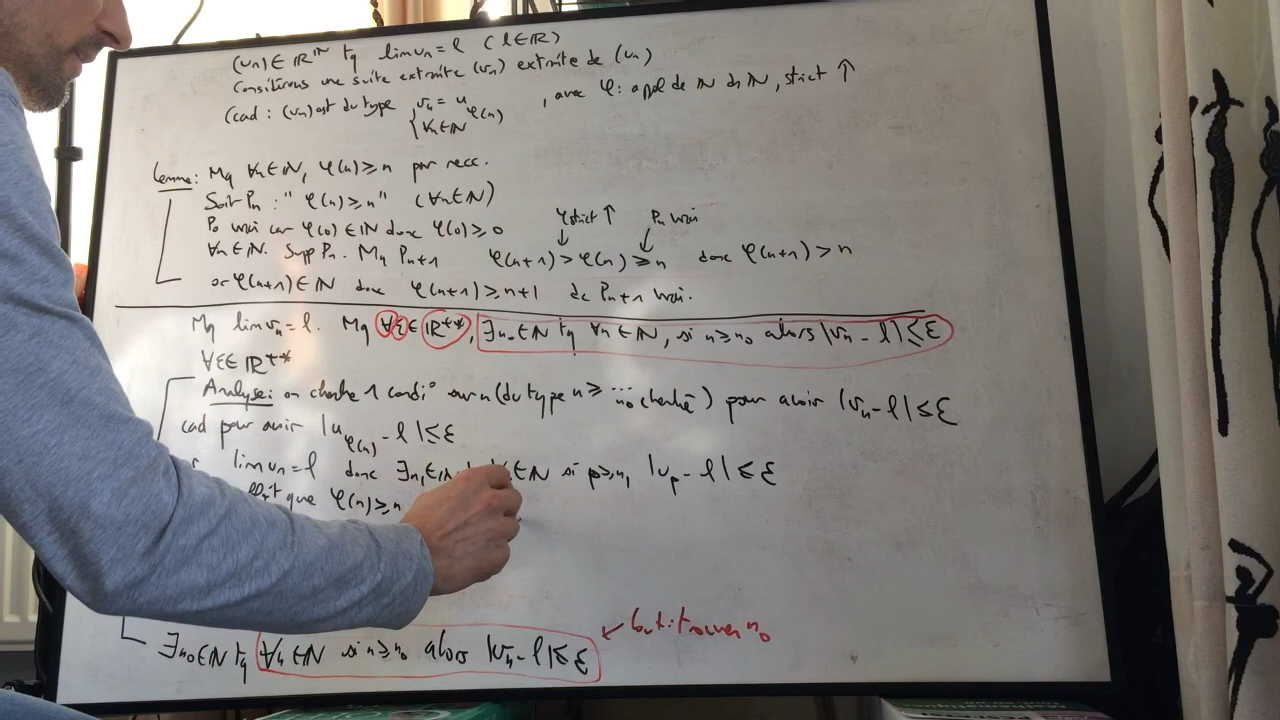 (un) ∈ ℝ^ℕ tq lim un = l (l ∈ ℝ)
Considérons une suite extraite (vn) extraite de (un)
(cad : (vn) est du type { vn = u_φ(n) ∀n ∈ ℕ , avec φ : appl de ℕ ds ℕ, strict ↑
Lemme : Mq ∀n ∈ ℕ, φ(n) ≥ n par recc.
Soit Pn : " φ(n) ≥ n" (∀n ∈ ℕ)
P0 vrai car φ(0) ∈ ℕ donc φ(0) ≥ 0
φ strict ↑ Pn vrai
∀n ∈ ℕ. Supp Pn. Mq Pn+1 φ(n+1) > φ(n) ≥ n donc φ(n+1) > n
or φ(n+1) ∈ ℕ donc φ(n+1) ≥ n+1 dc Pn+1 vrai.
Mq lim vn = l. Mq ∀ε ∈ ℝ+*, ∃n0 ∈ ℕ tq ∀n ∈ ℕ, si n ≥ n0 alors |vn - l| ≤ ε
∀ε ∈ ℝ+*
Analyse : on cherche 1 condi° sur n (du type n ≥ ... n0 cherché) pour avoir |vn - l| ≤ ε
cad pour avoir |u_φ(n) - l| ≤ ε
lim un = l donc ∃n1 ∈ ∈ ℕ si p ≥ n1 |up - l| ≤ ε
que φ(n) ≥ n
∃n0 ∈ ℕ tq ∀n ∈ ℕ si n ≥ n0 alors |vn - l| ≤ ε
but : trouver n0